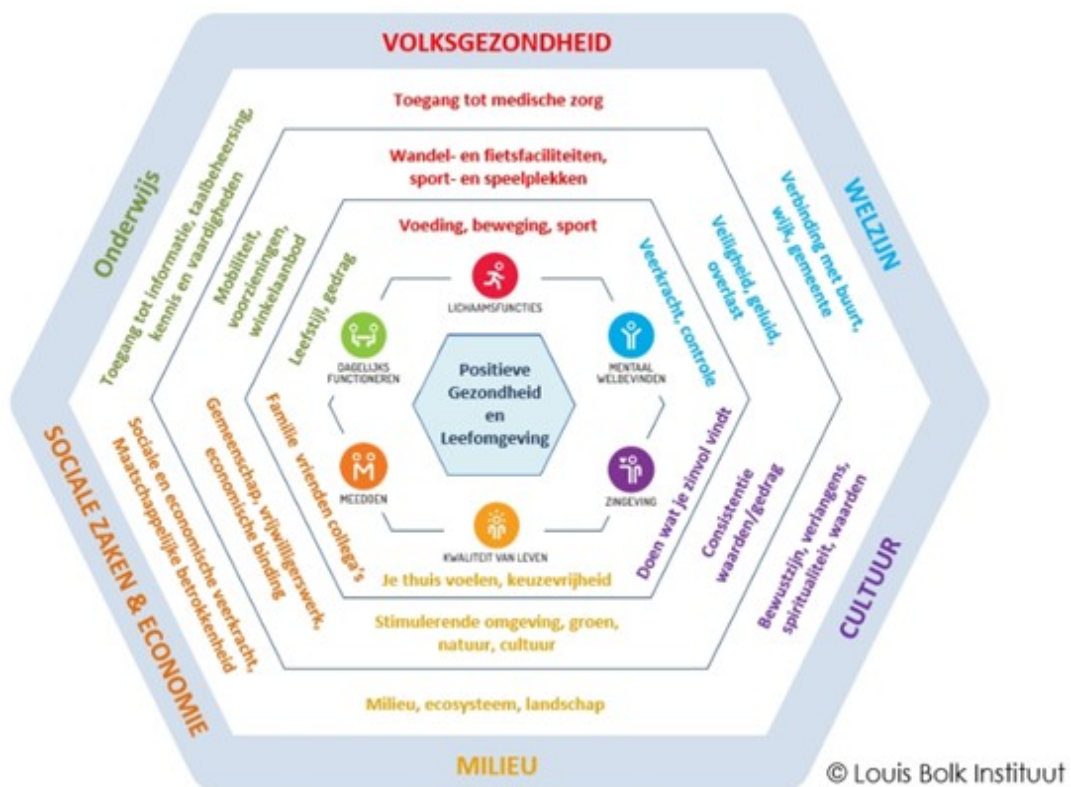 VOLKSGEZONDHEID
Toegang tot medische zorg
Wandel- en fietsfaciliteiten,
sport- en speelplekken
Voeding, beweging, sport
LICHAAMSFUNCTIES
WELZIJN
Verbinding met buurt,
wijk, gemeente
Veiligheid, geluid,
overlast
Veerkracht, controle
MENTAAL
WELBEVINDEN
CULTUUR
Bewustzijn, verlangens,
spiritualiteit, waarden
Consistentie
waarden/gedrag
Doen wat je zinvol vindt
ZINGEVING
KWALITEIT VAN LEVEN
Je thuis voelen, keuzevrijheid
Stimulerende omgeving, groen,
natuur, cultuur
Milieu, ecosysteem, landschap
MILIEU
SOCIALE ZAKEN & ECONOMIE
Sociale en economische veerkracht,
Maatschappelijke betrokkenheid
Gemeenschap, vrijwilligerswerk,
economische binding
Familie vrienden collega's
MEEDOEN
Onderwijs
Toegang tot informatie, taalbeheersing,
kennis en vaardigheden
Mobiliteit,
voorzieningen,
winkelaanbod
Leefstijl, gedrag
DAGELIJKS
FUNCTIONEREN
Positieve
Gezondheid
en
Leefomgeving
© Louis Bolk Instituut